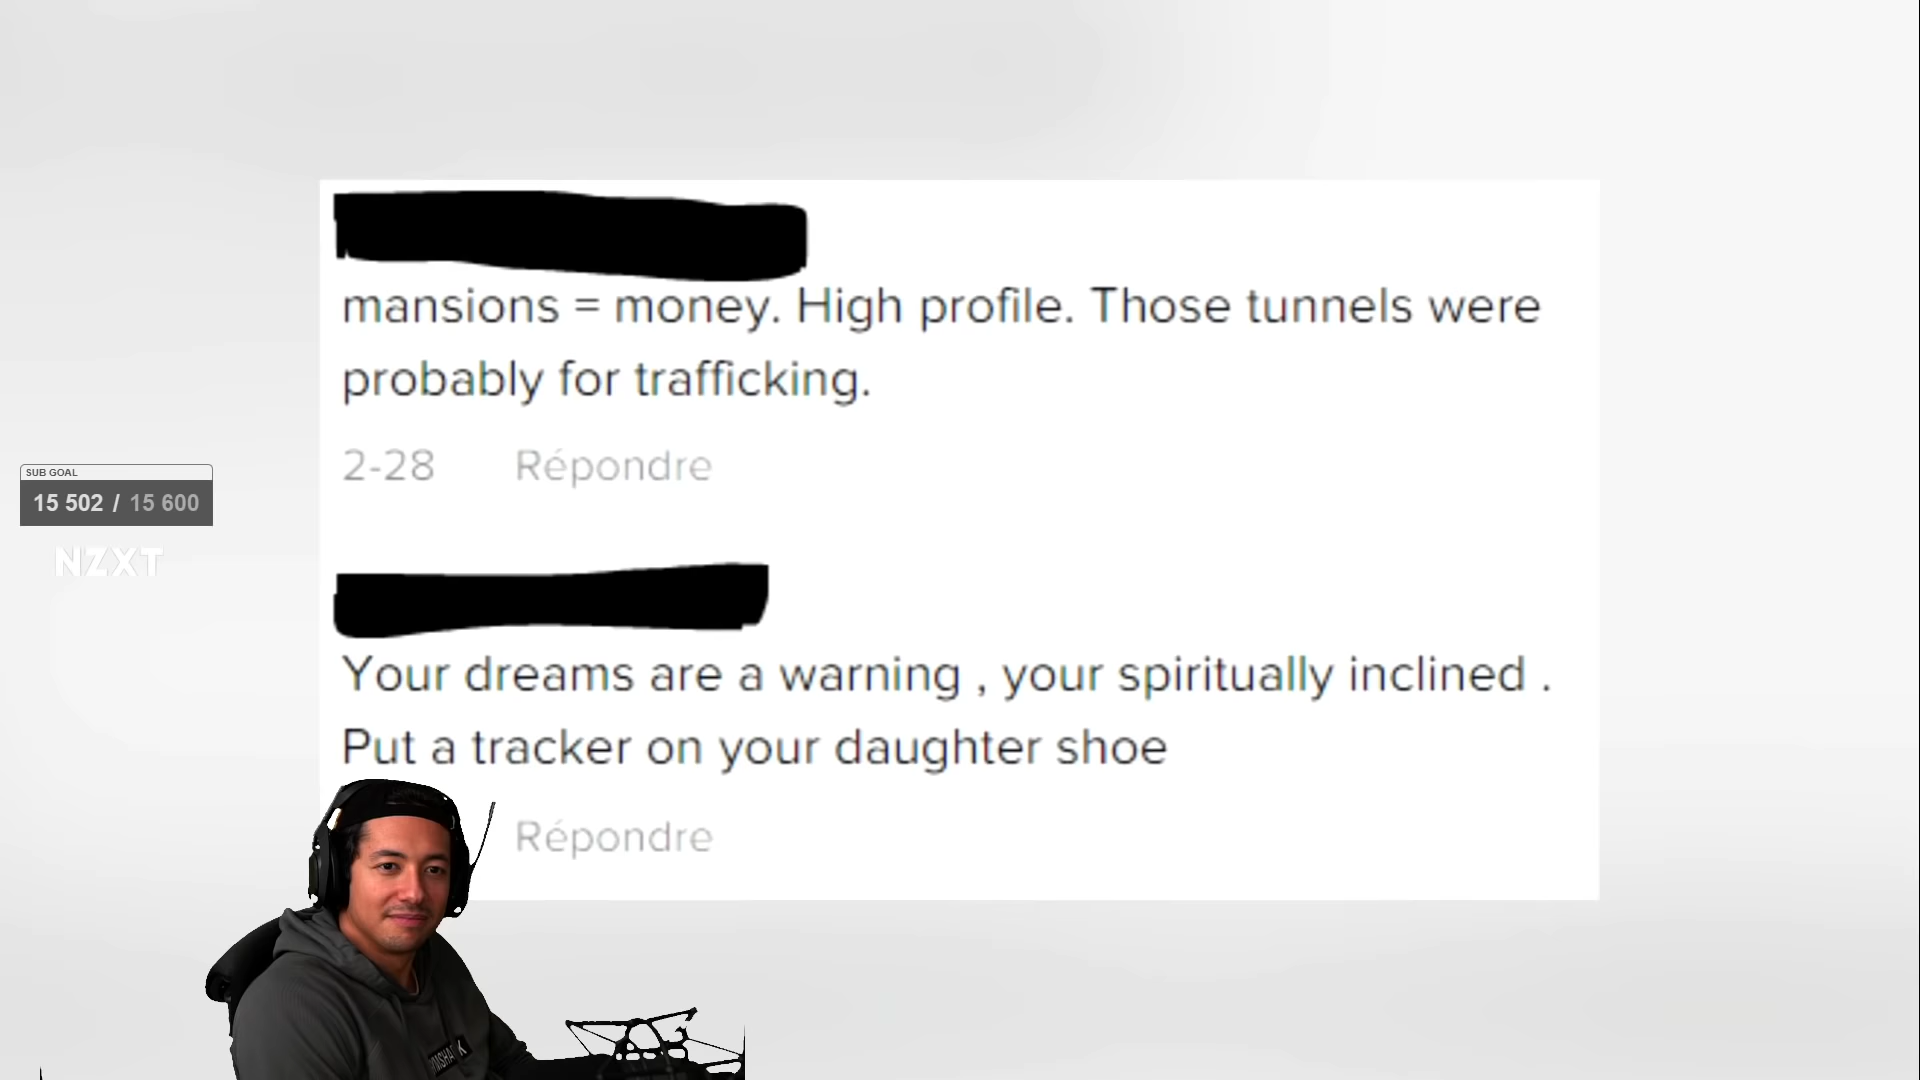 mansions = money. High profile. Those tunnels were
probably for trafficking.
2-28 Répondre
SUB GOAL
15 502 / 15 600
NZXT
Your dreams are a warning , your spiritually inclined .
Put a tracker on your daughter shoe
Répondre